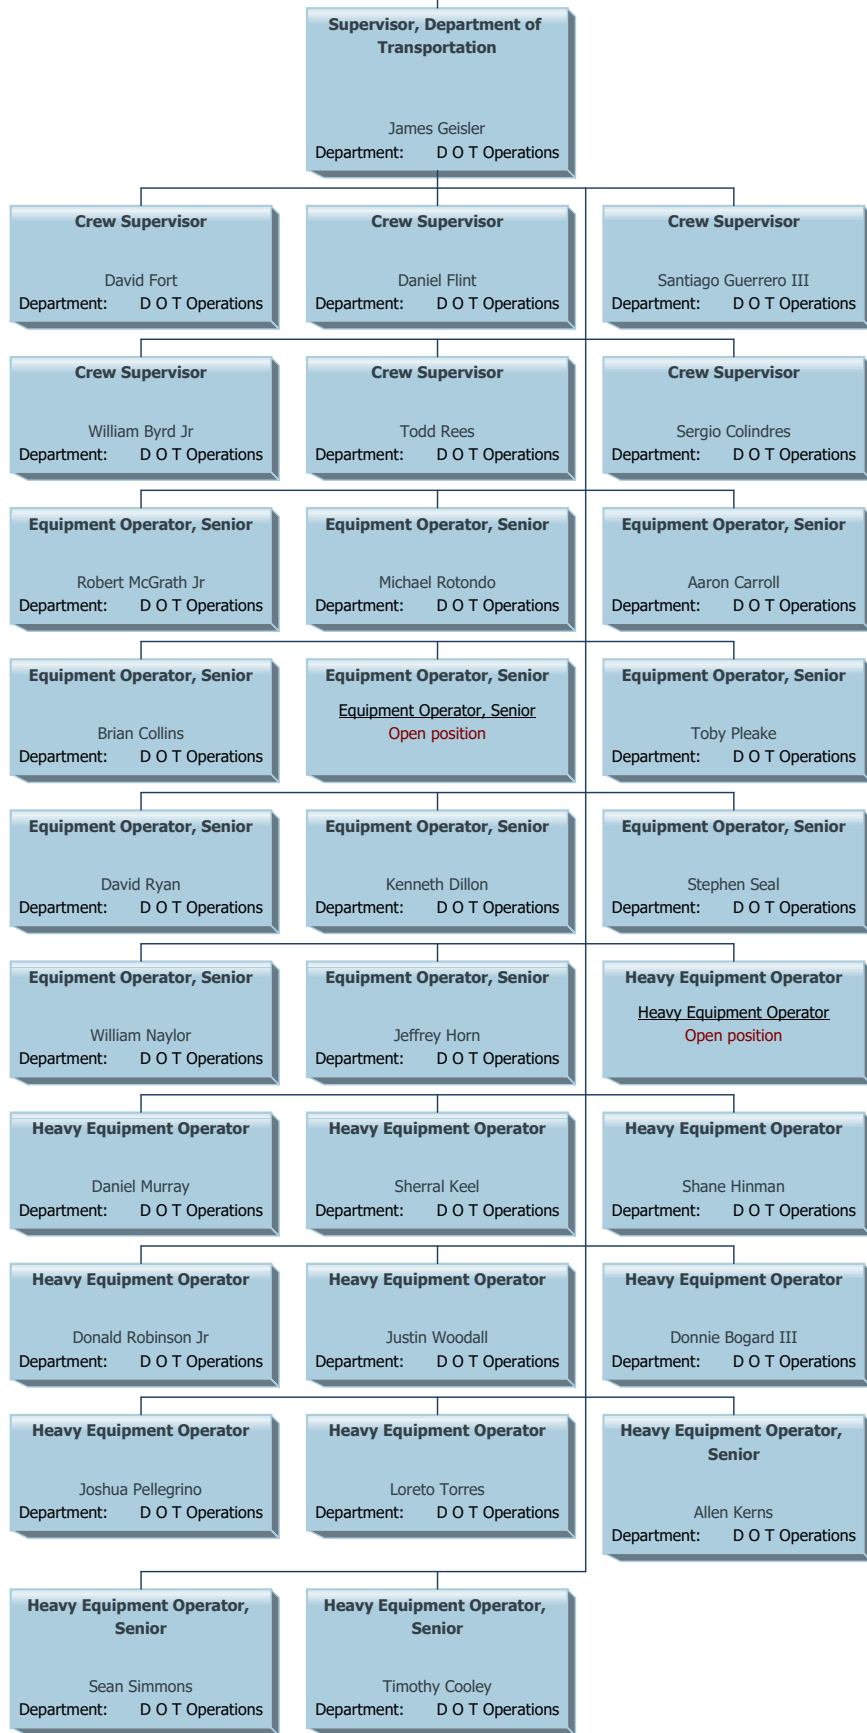 Supervisor, Department of
Transportation
James Geisler
Department: D O T Operations
Crew Supervisor
David Fort
Department: D O T Operations
Crew Supervisor
Daniel Flint
Department: D O T Operations
Crew Supervisor
Santiago Guerrero III
Department: D O T Operations
Crew Supervisor
William Byrd Jr
Department: D O T Operations
Crew Supervisor
Todd Rees
Department: D O T Operations
Crew Supervisor
Sergio Colindres
Department: D O T Operations
Equipment Operator, Senior
Robert McGrath Jr
Department: D O T Operations
Equipment Operator, Senior
Michael Rotondo
Department: D O T Operations
Equipment Operator, Senior
Aaron Carroll
Department: D O T Operations
Equipment Operator, Senior
Brian Collins
Department: D O T Operations
Equipment Operator, Senior
Equipment Operator, Senior
Open position
Equipment Operator, Senior
Toby Pleake
Department: D O T Operations
Equipment Operator, Senior
David Ryan
Department: D O T Operations
Equipment Operator, Senior
Kenneth Dillon
Department: D O T Operations
Equipment Operator, Senior
Stephen Seal
Department: D O T Operations
Equipment Operator, Senior
William Naylor
Department: D O T Operations
Equipment Operator, Senior
Jeffrey Horn
Department: D O T Operations
Heavy Equipment Operator
Heavy Equipment Operator
Open position
Heavy Equipment Operator
Daniel Murray
Department: D O T Operations
Heavy Equipment Operator
Sherral Keel
Department: D O T Operations
Heavy Equipment Operator
Shane Hinman
Department: D O T Operations
Heavy Equipment Operator
Donald Robinson Jr
Department: D O T Operations
Heavy Equipment Operator
Justin Woodall
Department: D O T Operations
Heavy Equipment Operator
Donnie Bogard III
Department: D O T Operations
Heavy Equipment Operator
Joshua Pellegrino
Department: D O T Operations
Heavy Equipment Operator
Loreto Torres
Department: D O T Operations
Heavy Equipment Operator,
Senior
Allen Kerns
Department: D O T Operations
Heavy Equipment Operator,
Senior
Sean Simmons
Department: D O T Operations
Heavy Equipment Operator,
Senior
Timothy Cooley
Department: D O T Operations